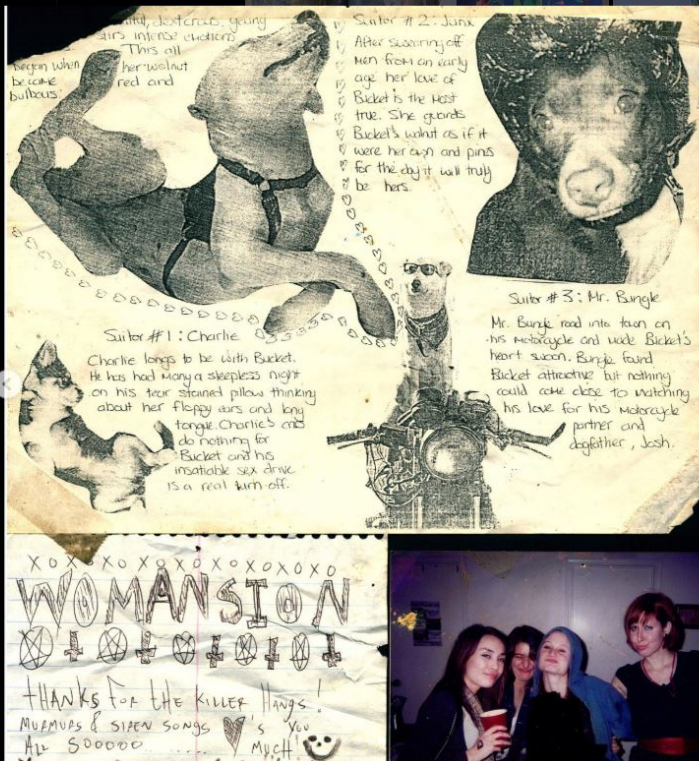 dextrous, young
stirs intense emotions
This all
began when her walnut
became red and
bulbous.
Suitor # 2: Junx
After swearing off
men from an early
age her love of
Bucket is the most
true. She guards
Bucket's walnut as if it
were her own and pines
for the day it will truly
be hers.
Suitor #1: Charlie
Charlie longs to be with Bucket.
He has had many a sleepless night
on his tear stained pillow thinking
about her floppy ears and long
tongue. Charlie's
do nothing for
Bucket and his
insatiable sex drive
is a real turn off.
Suitor # 3: Mr. Bungle
Mr. Bungle road into town on
his motorcycle and made Bucket's
heart swoon. Bungle found
Bucket attractive but nothing
could come close to matching
his love for his motorcycle
partner and
dogfather, Josh.
XOXOXOXOXOXOXO
WOMANSION
THANKS FOR THE KILLER HANGS!
MURMURS & SIREN SONGS ♥'S YOU
ALL SOOOOO ........ MUCH!